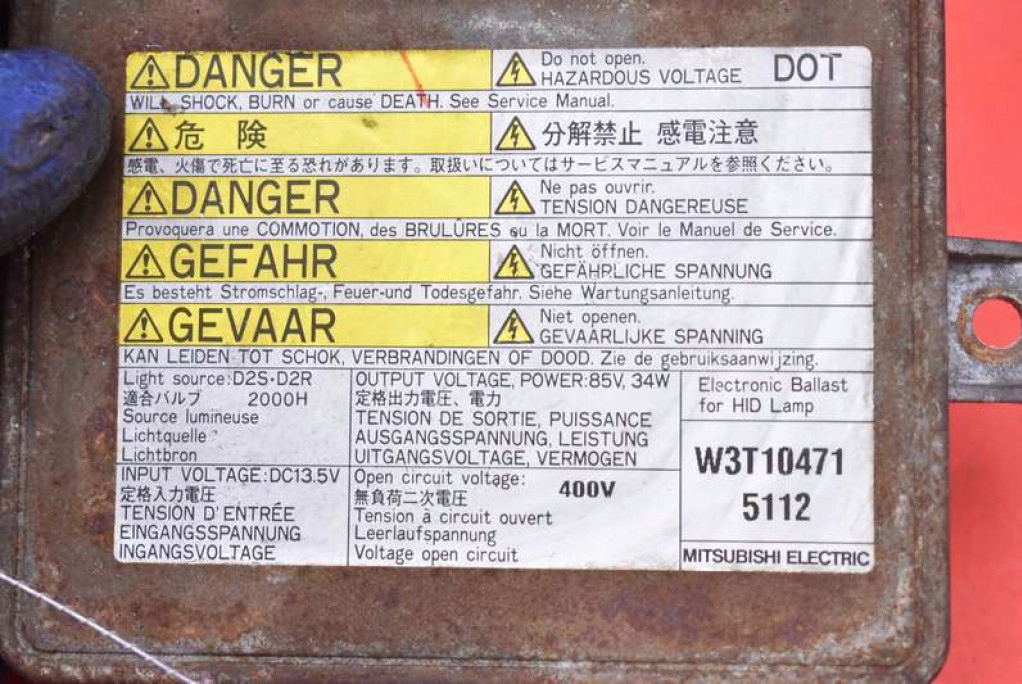 DANGER
Do not open.
HAZARDOUS VOLTAGE DOT
WILL SHOCK, BURN or cause DEATH. See Service Manual.
危 険
分解禁止 感電注意
感電、火傷で死亡に至る恐れがあります。取扱いについてはサービスマニュアルを参照ください。
DANGER
Ne pas ouvrir.
TENSION DANGEREUSE
Provoquera une COMMOTION, des BRULÛRES ou la MORT. Voir le Manuel de Service.
GEFAHR
Nicht öffnen.
GEFÄHRLICHE SPANNUNG
Es besteht Stromschlag-, Feuer-und Todesgefahr. Siehe Wartungsanleitung.
GEVAAR
Niet openen.
GEVAARLIJKE SPANNING
KAN LEIDEN TOT SCHOK, VERBRANDINGEN OF DOOD. Zie de gebruiksaanwijzing.
Light source:D2S・D2R
適合バルブ 2000H
Source lumineuse
Lichtquelle
Lichtbron
OUTPUT VOLTAGE, POWER:85V, 34W
定格出力電圧、電力
TENSION DE SORTIE, PUISSANCE
AUSGANGSSPANNUNG, LEISTUNG
UITGANGSVOLTAGE, VERMOGEN
Electronic Ballast
for HID Lamp
INPUT VOLTAGE:DC13.5V
定格入力電圧
TENSION D'ENTRÉE
EINGANGSSPANNUNG
INGANGSVOLTAGE
Open circuit voltage:
無負荷二次電圧 400V
Tension à circuit ouvert
Leerlaufspannung
Voltage open circuit
W3T10471
5112
MITSUBISHI ELECTRIC